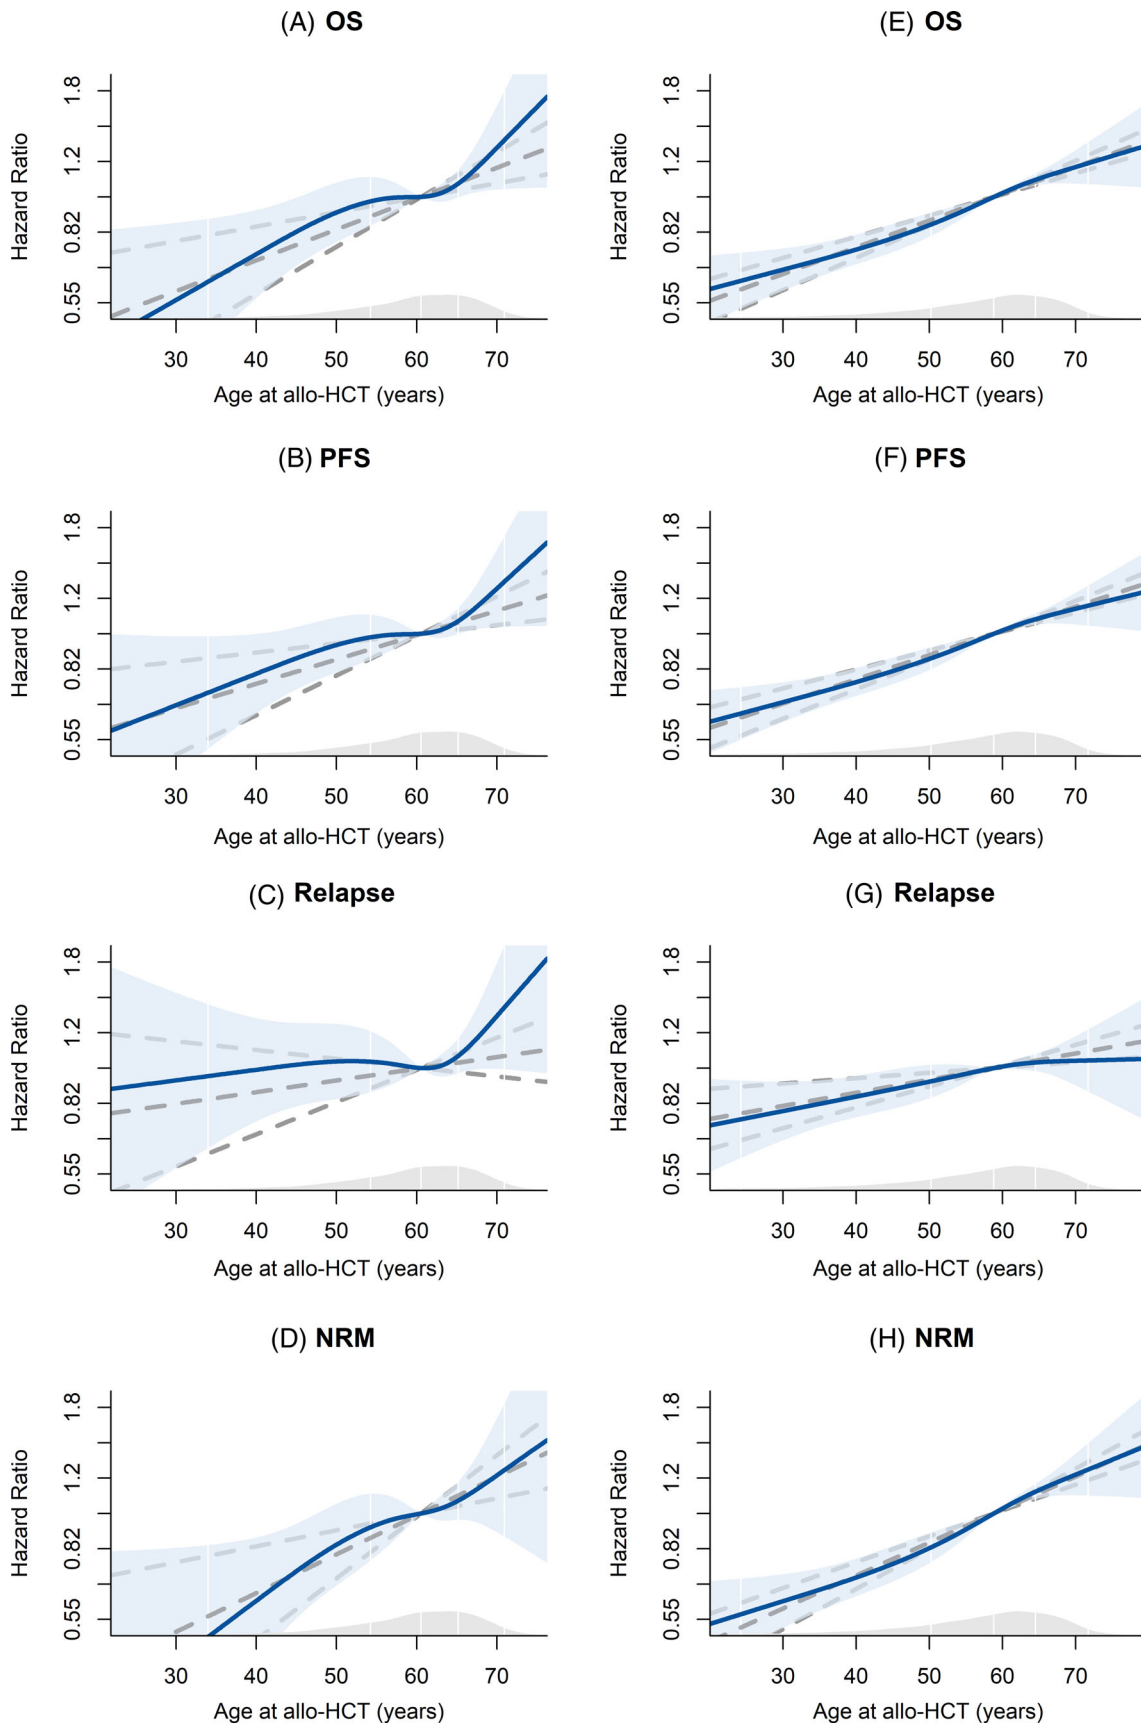 (A) OS
Hazard Ratio
1.8
1.2
0.82
0.55
30 40 50 60 70
Age at allo-HCT (years)
(E) OS
Hazard Ratio
1.8
1.2
0.82
0.55
30 40 50 60 70
Age at allo-HCT (years)
(B) PFS
Hazard Ratio
1.8
1.2
0.82
0.55
30 40 50 60 70
Age at allo-HCT (years)
(F) PFS
Hazard Ratio
1.8
1.2
0.82
0.55
30 40 50 60 70
Age at allo-HCT (years)
(C) Relapse
Hazard Ratio
1.8
1.2
0.82
0.55
30 40 50 60 70
Age at allo-HCT (years)
(G) Relapse
Hazard Ratio
1.8
1.2
0.82
0.55
30 40 50 60 70
Age at allo-HCT (years)
(D) NRM
Hazard Ratio
1.8
1.2
0.82
0.55
30 40 50 60 70
Age at allo-HCT (years)
(H) NRM
Hazard Ratio
1.8
1.2
0.82
0.55
30 40 50 60 70
Age at allo-HCT (years)